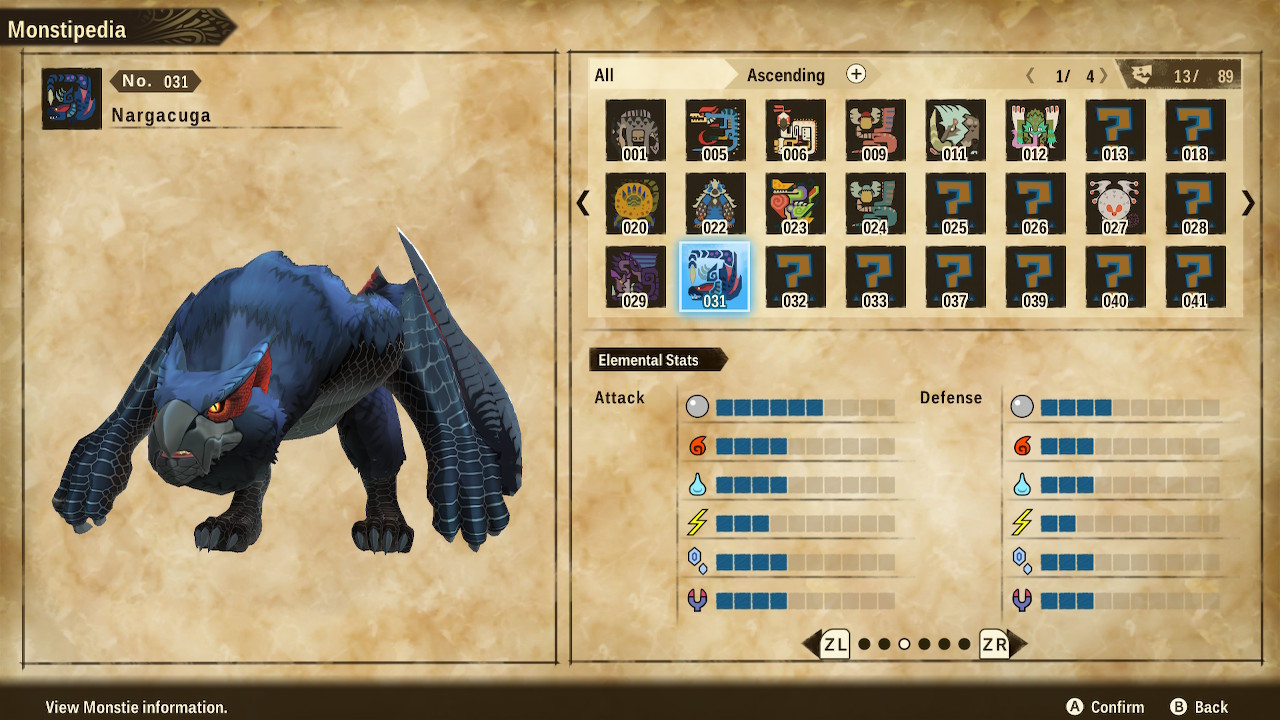 Monstipedia
No. 031
Nargacuga
All
Ascending
1/ 4
13/ 89
001 005 006 009 011 012 013 018
020 022 023 024 025 026 027 028
029 031 032 033 037 039 040 041
Elemental Stats
Attack
Defense
ZL
ZR
View Monstie information.
A Confirm
B Back